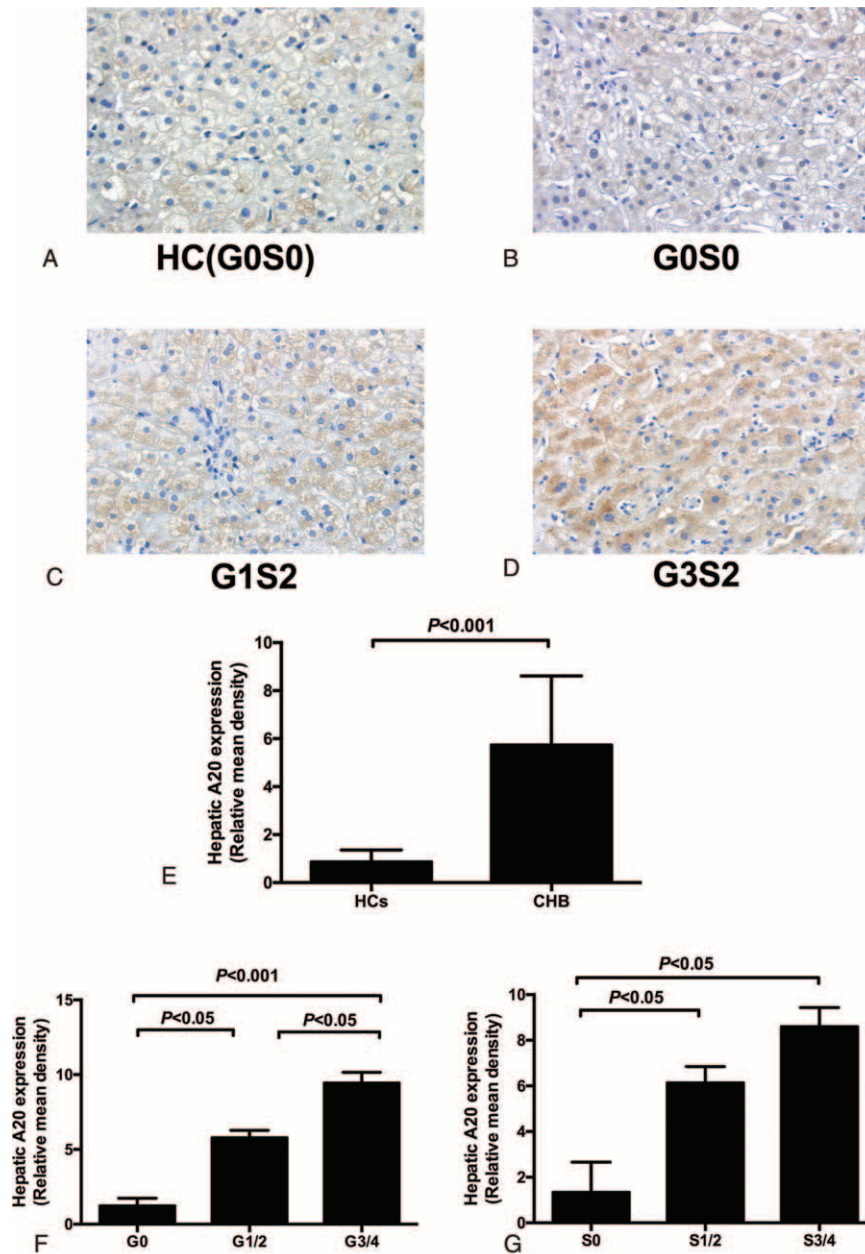 A
HC(G0S0)
B
G0S0
C
G1S2
D
G3S2
E
Hepatic A20 expression
(Relative mean density)
P<0.001
10
8
6
4
2
0
HCs
CHB
F
Hepatic A20 expression
(Relative mean density)
P<0.001
P<0.05
P<0.05
15
10
5
0
G0
G1/2
G3/4
G
Hepatic A20 expression
(Relative mean density)
P<0.05
P<0.05
10
8
6
4
2
0
S0
S1/2
S3/4